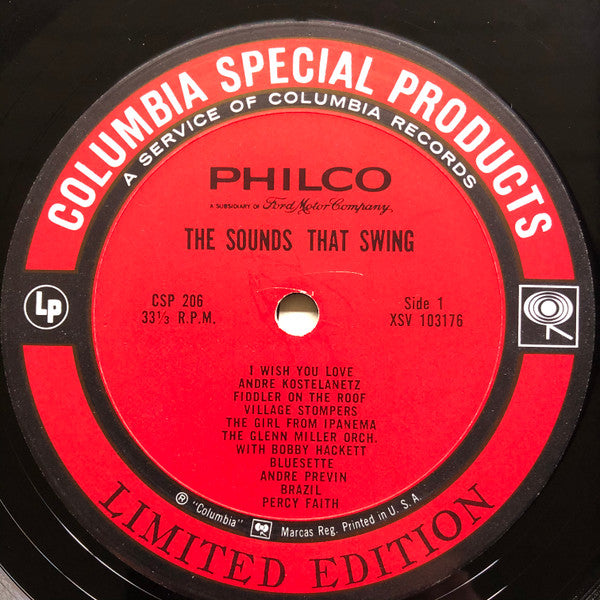 COLUMBIA SPECIAL PRODUCTS
A SERVICE OF COLUMBIA RECORDS
PHILCO
A SUBSIDIARY OF Ford Motor Company,
THE SOUNDS THAT SWING
CSP 206
33⅓ R.P.M.
Side 1
XSV 103176
Lp
I WISH YOU LOVE
ANDRE KOSTELANETZ
FIDDLER ON THE ROOF
VILLAGE STOMPERS
THE GIRL FROM IPANEMA
THE GLENN MILLER ORCH.
WITH BOBBY HACKETT
BLUESETTE
ANDRE PREVIN
BRAZIL
PERCY FAITH
® "Columbia" Marcas Reg. Printed in U.S.A.
LIMITED EDITION